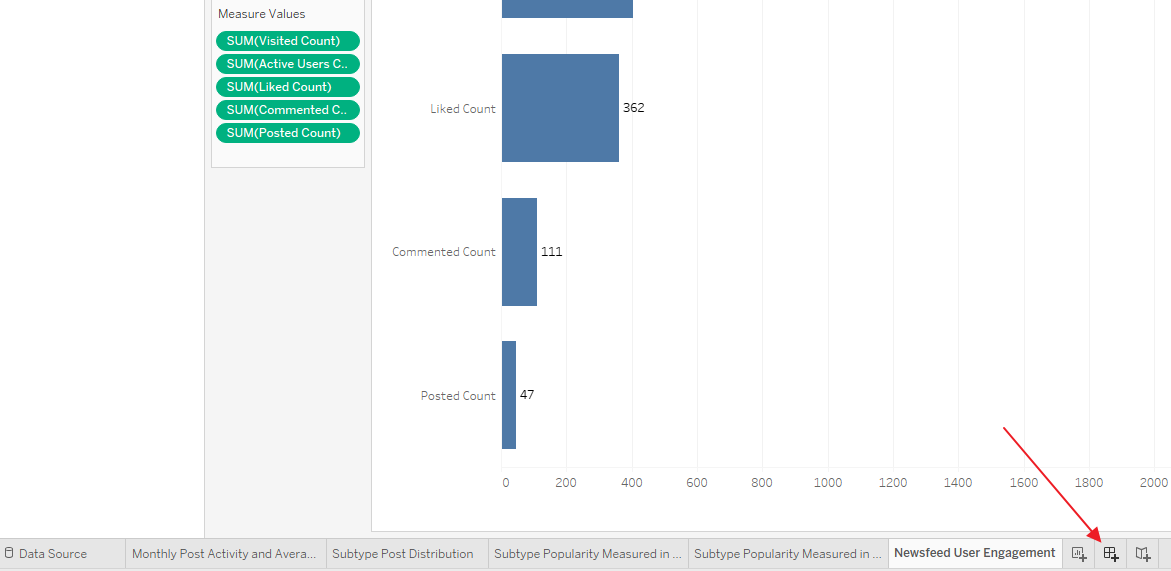 Measure Values
SUM(Visited Count)
SUM(Active Users C..
SUM(Liked Count)
SUM(Commented C..
SUM(Posted Count)
Liked Count
362
Commented Count
111
Posted Count
47
0 200 400 600 800 1000 1200 1400 1600 1800 2000
Data Source Monthly Post Activity and Avera... Subtype Post Distribution Subtype Popularity Measured in ... Subtype Popularity Measured in ... Newsfeed User Engagement